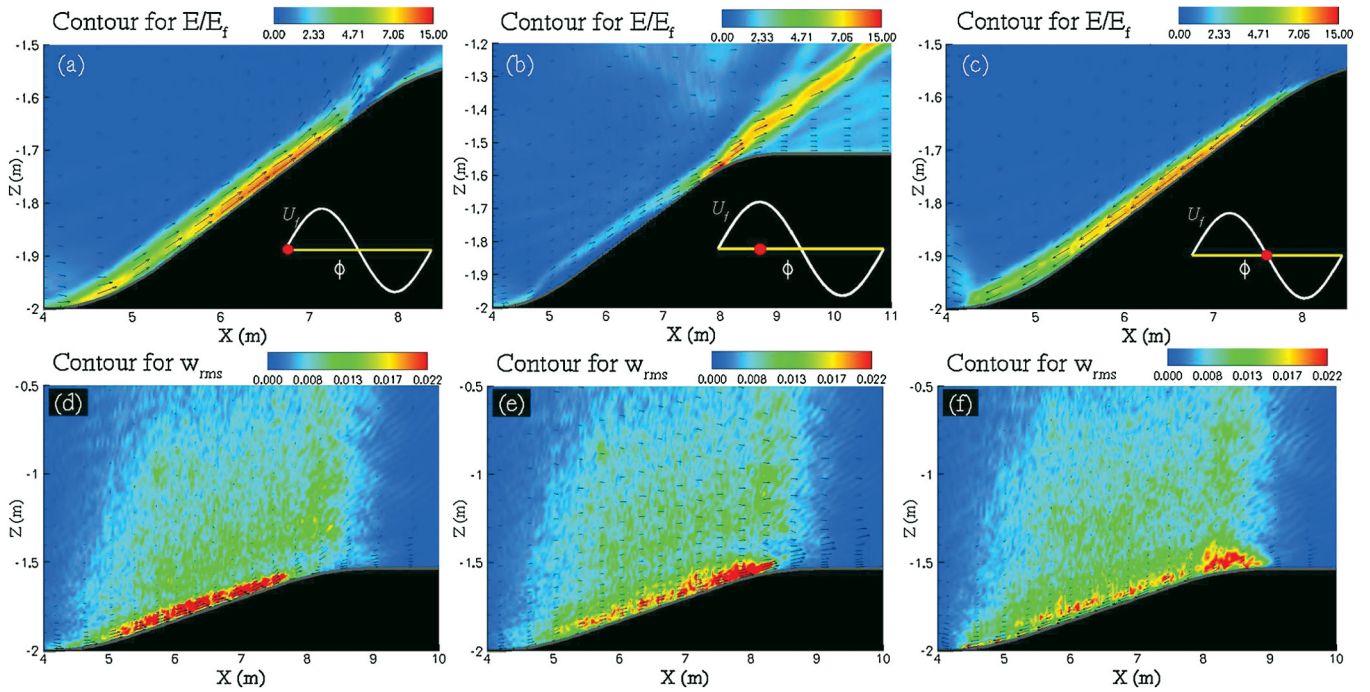 Contour for E/E_f
0.00 2.33 4.71 7.06 15.00
(a)
-1.5
-1.6
-1.7
-1.8
-1.9
-2
Z (m)
U_f
ϕ
4 5 6 7 8
X (m)
Contour for E/E_f
0.00 2.33 4.71 7.06 15.00
(b)
-1.2
-1.3
-1.4
-1.5
-1.6
-1.7
-1.8
-1.9
-2
Z (m)
U_f
ϕ
4 5 6 7 8 9 10 11
X (m)
Contour for E/E_f
0.00 2.33 4.71 7.06 15.00
(c)
-1.5
-1.6
-1.7
-1.8
-1.9
-2
Z (m)
U_f
ϕ
4 5 6 7 8
X (m)
Contour for w_rms
0.000 0.008 0.013 0.017 0.022
(d)
-0.5
-1
-1.5
-2
Z (m)
4 5 6 7 8 9 10
X (m)
Contour for w_rms
0.000 0.008 0.013 0.017 0.022
(e)
-0.5
-1
-1.5
-2
Z (m)
4 5 6 7 8 9 10
X (m)
Contour for w_rms
0.000 0.008 0.013 0.017 0.022
(f)
-0.5
-1
-1.5
-2
Z (m)
4 5 6 7 8 9 10
X (m)